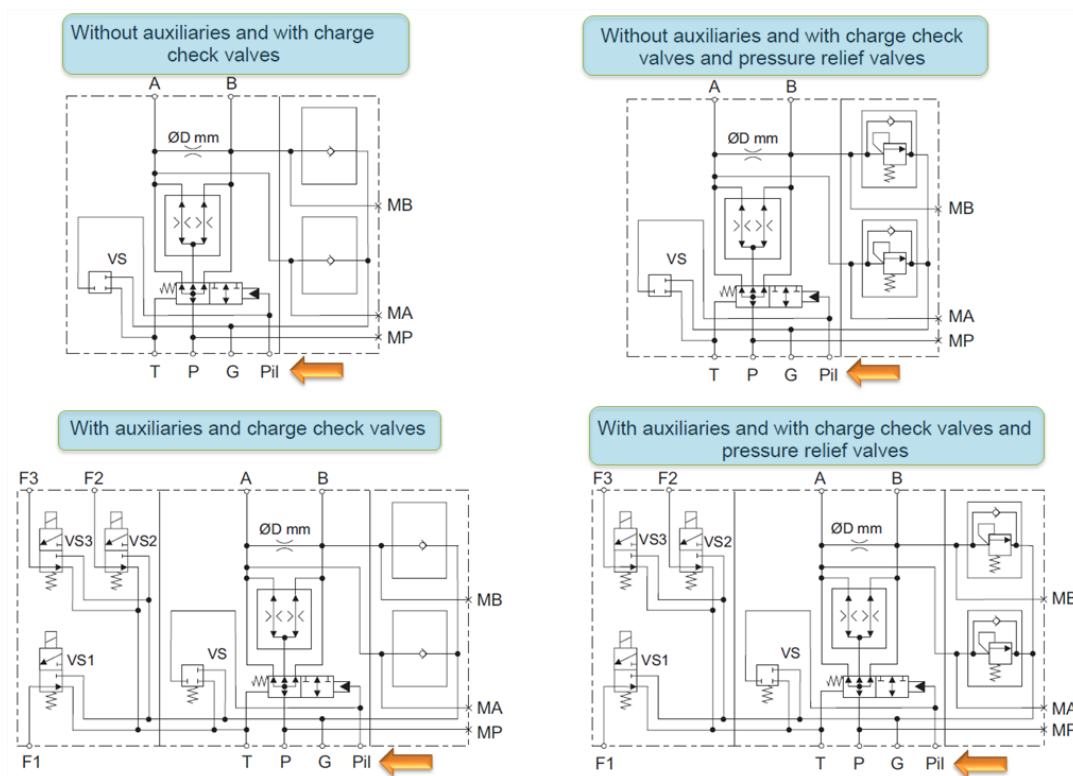 Without auxiliaries and with charge
check valves
A B
ØD mm
MB
VS
MA
MP
T P G Pil
Without auxiliaries and with charge check
valves and pressure relief valves
A B
ØD mm
MB
VS
MA
MP
T P G Pil
With auxiliaries and charge check valves
F3 F2 A B
ØD mm
VS3 VS2
MB
VS1 VS
MA
MP
F1 T P G Pil
With auxiliaries and with charge check valves and
pressure relief valves
F3 F2 A B
ØD mm
VS3 VS2
MB
VS1 VS
MA
MP
F1 T P G Pil